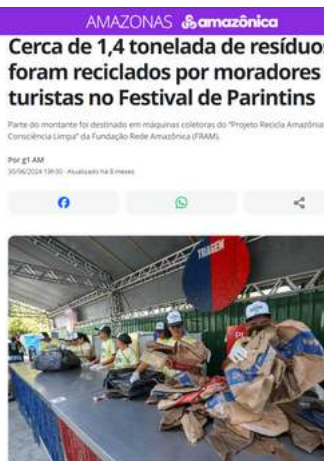 AMAZONAS amazônica
Cerca de 1,4 tonelada de resíduos
foram reciclados por moradores
turistas no Festival de Parintins
Parte do montante foi destinado em máquinas coletoras do "Projeto Recicla Amazônia
Consciência Limpa" da Fundação Rede Amazônica (FRAM).
Por g1 AM
30/06/2024 19h30 · Atualizado há 8 meses
TRIAGEM